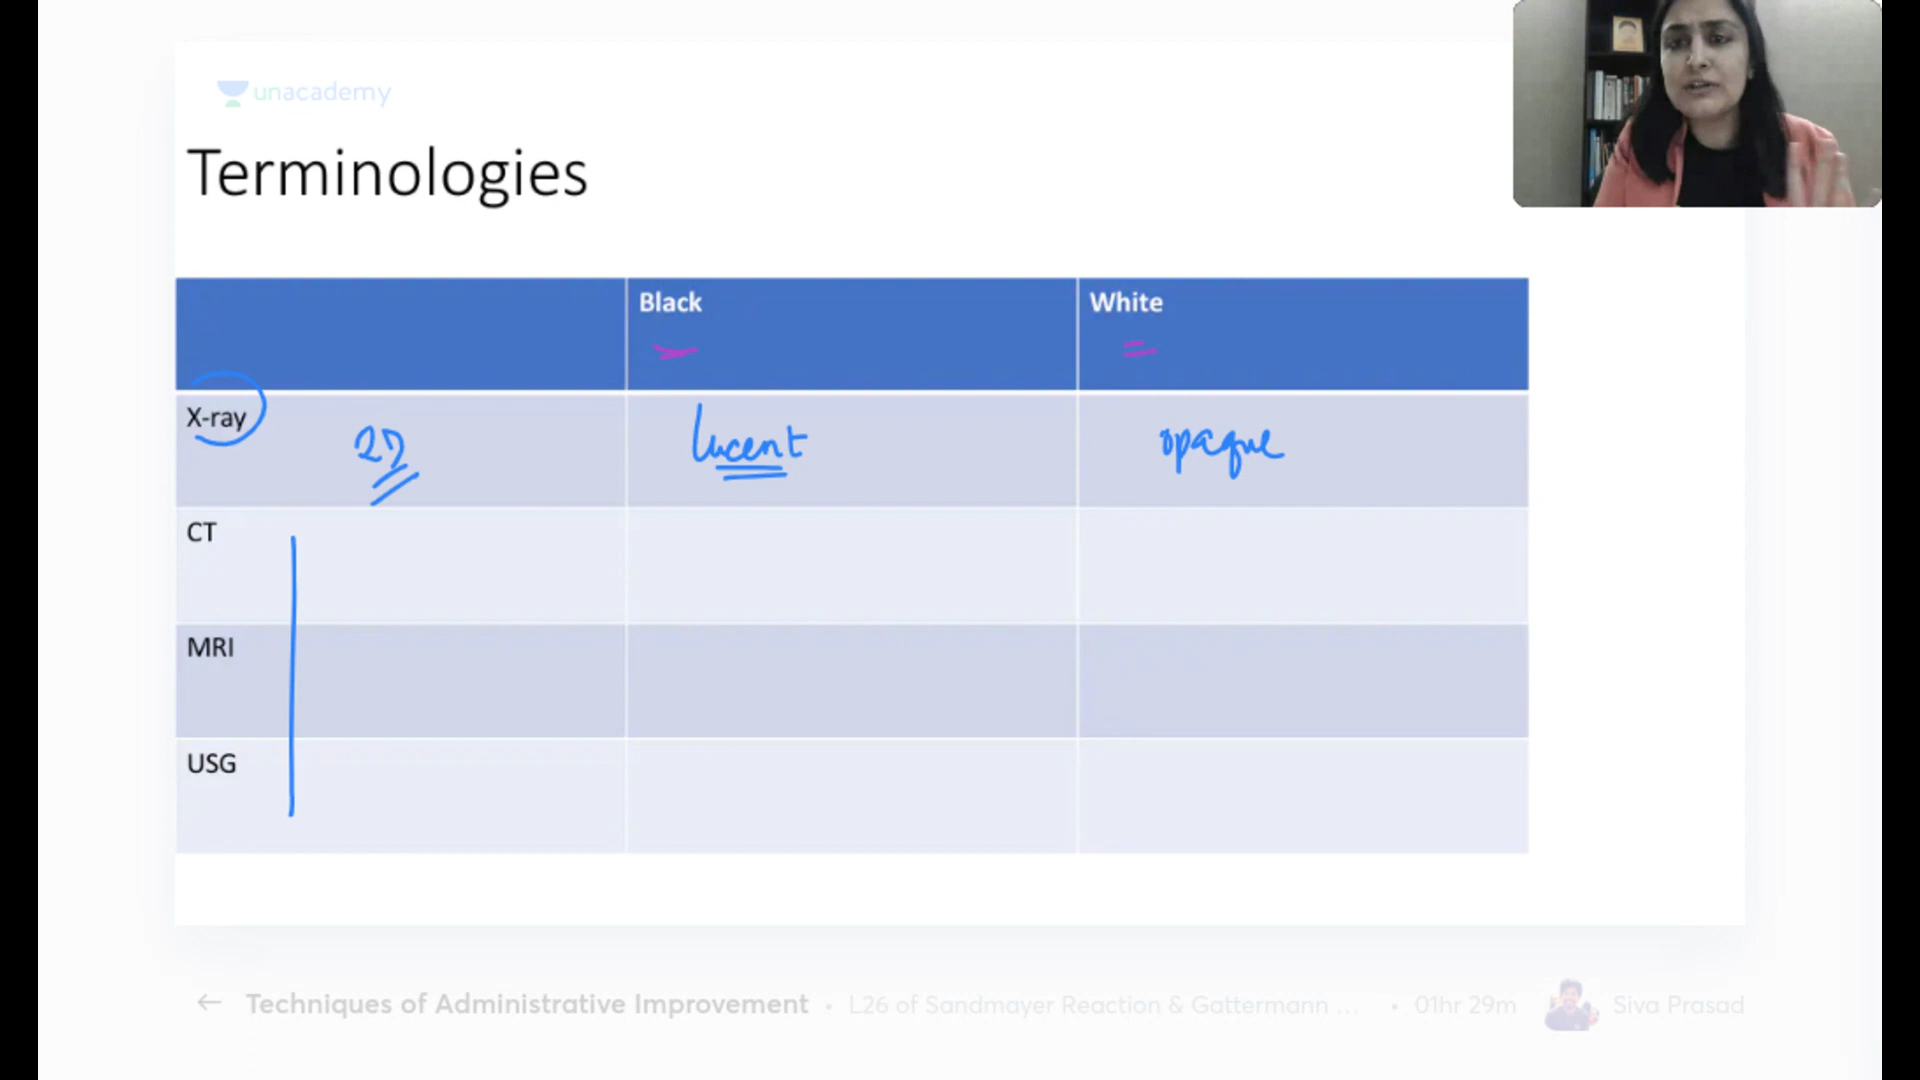 unacademy
Terminologies
Black White
X-ray 2D lucent opaque
CT
MRI
USG
← Techniques of Administrative Improvement • L26 of Sandmayer Reaction & Gattermann ... • 01hr 29m Siva Prasad